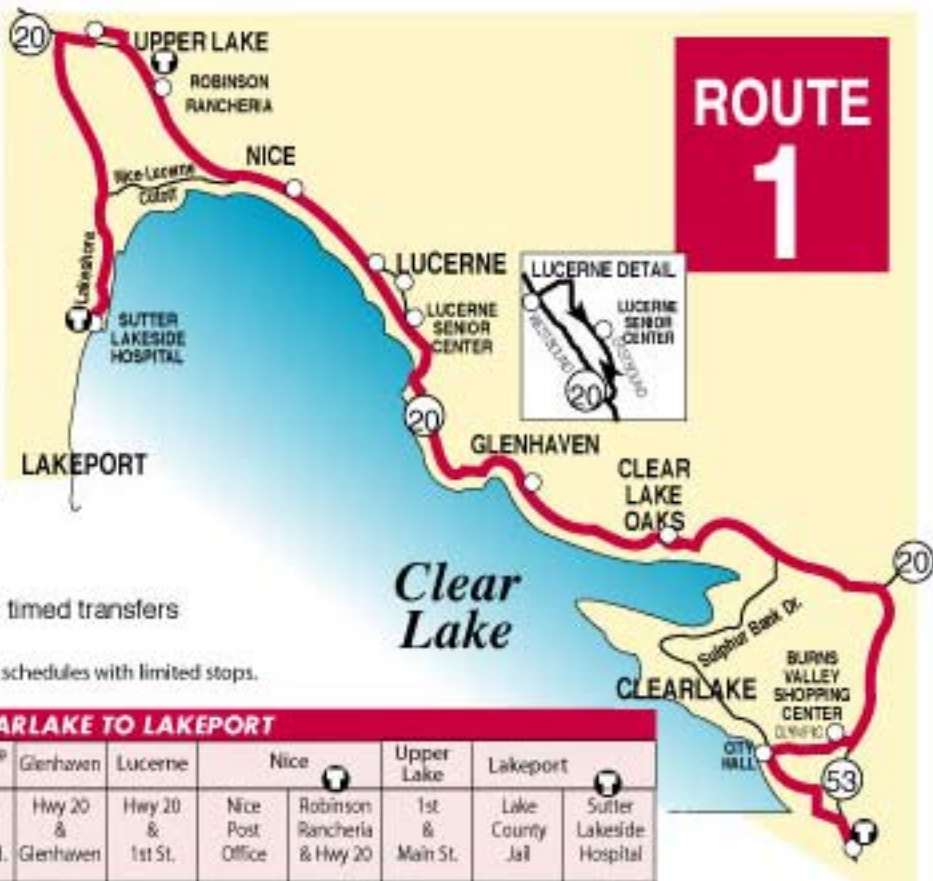 20
UPPER LAKE
ROBINSON
RANCHERIA
ROUTE
1
NICE
Nice-Lucerne
Cutoff
Lakeshore
SUTTER
LAKESIDE
HOSPITAL
LUCERNE
LUCERNE
SENIOR
CENTER
LUCERNE DETAIL
LUCERNE
SENIOR
CENTER
WESTBOUND
EASTBOUND
20
20
GLENHAVEN
LAKEPORT
CLEAR
LAKE
OAKS
20
Clear
Lake
timed transfers
schedules with limited stops.
Sulphur Bank Dr.
CLEARLAKE
BURNS
VALLEY
SHOPPING
CENTER
OLYMPIC
CITY
HALL
53
ARLAKE TO LAKEPORT
Glenhaven Lucerne Nice Upper Lake Lakeport
Hwy 20 Hwy 20 Nice Robinson 1st Lake Sutter
& & Post Rancheria & County Lakeside
Glenhaven 1st St. Office & Hwy 20 Main St. Jail Hospital